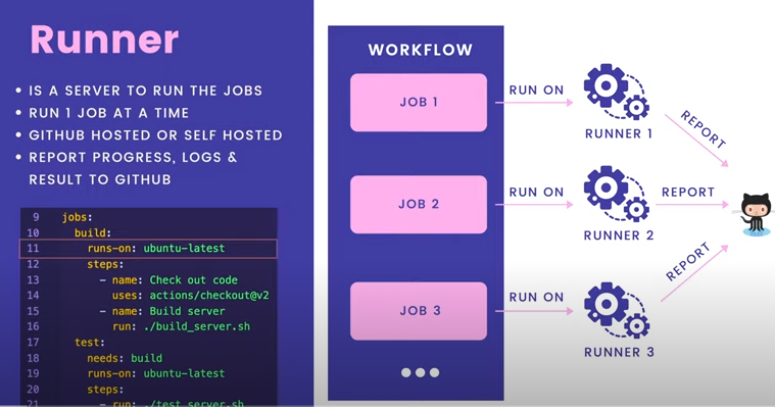 Runner
• IS A SERVER TO RUN THE JOBS
• RUN 1 JOB AT A TIME
• GITHUB HOSTED OR SELF HOSTED
• REPORT PROGRESS, LOGS &
RESULT TO GITHUB
9 jobs:
10 build:
11 runs-on: ubuntu-latest
12 steps:
13 - name: Check out code
14 uses: actions/checkout@v2
15 - name: Build server
16 run: ./build_server.sh
17 test:
18 needs: build
19 runs-on: ubuntu-latest
20 steps:
21 - run: ./test_server.sh
WORKFLOW
JOB 1
RUN ON
RUNNER 1
REPORT
JOB 2
RUN ON
RUNNER 2
REPORT
JOB 3
RUN ON
RUNNER 3
REPORT